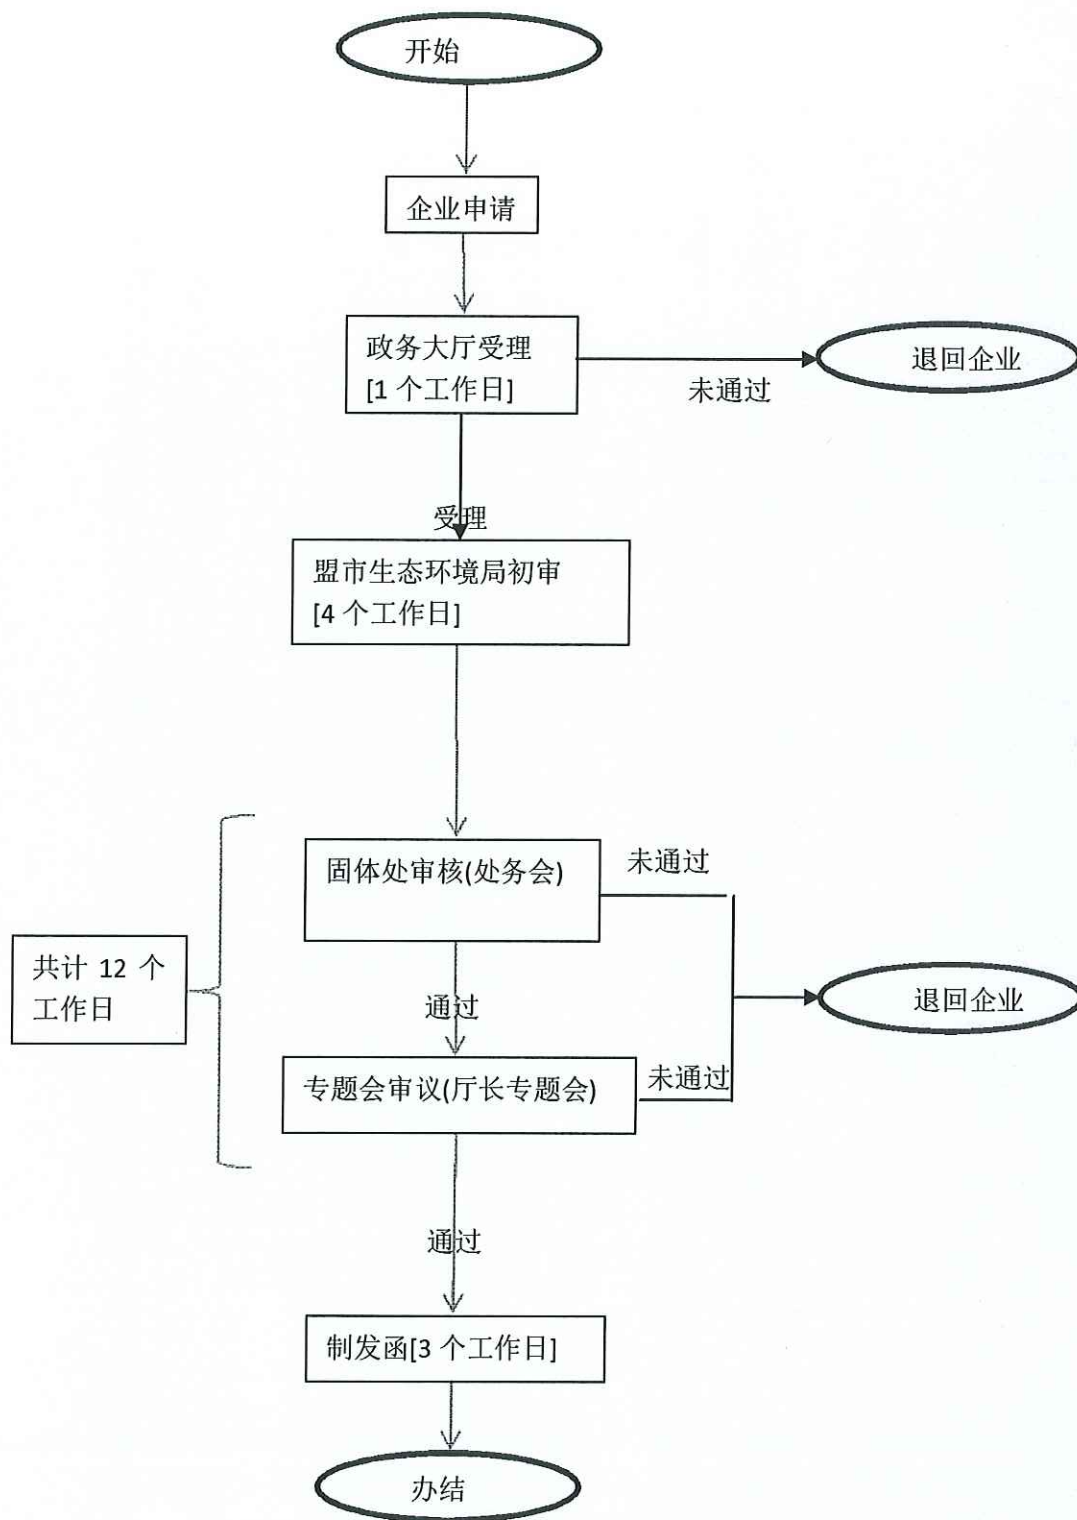 开始
企业申请
政务大厅受理
[1 个工作日]
未通过
退回企业
受理
盟市生态环境局初审
[4 个工作日]
固体处审核(处务会)
未通过
共计 12 个
工作日
通过
退回企业
专题会审议(厅长专题会)
未通过
通过
制发函[3 个工作日]
办结